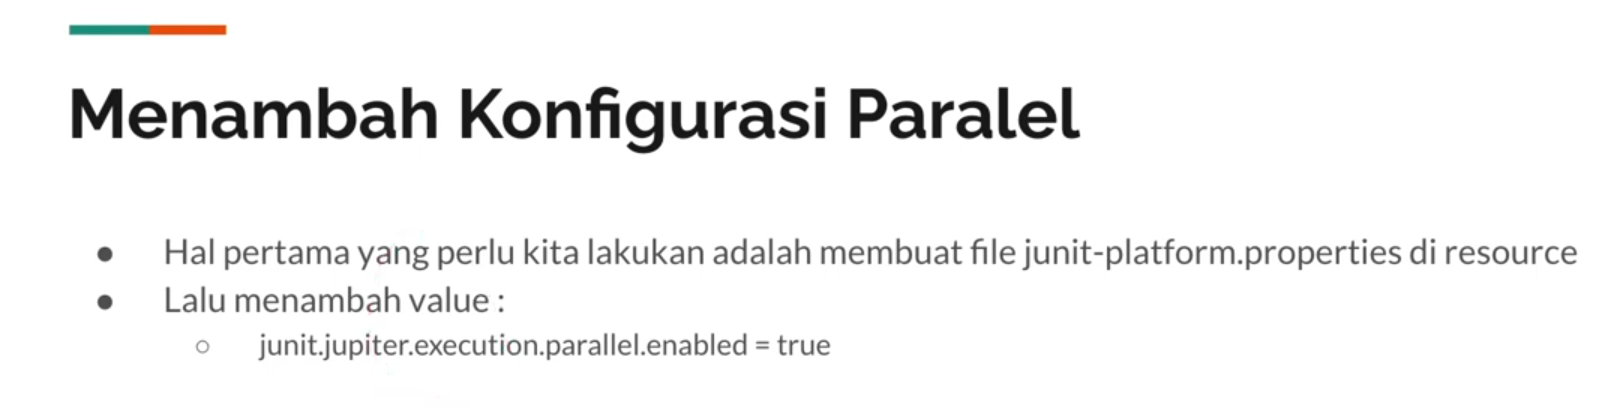 Menambah Konfigurasi Paralel
● Hal pertama yang perlu kita lakukan adalah membuat file junit-platform.properties di resource
● Lalu menambah value :
○ junit.jupiter.execution.parallel.enabled = true